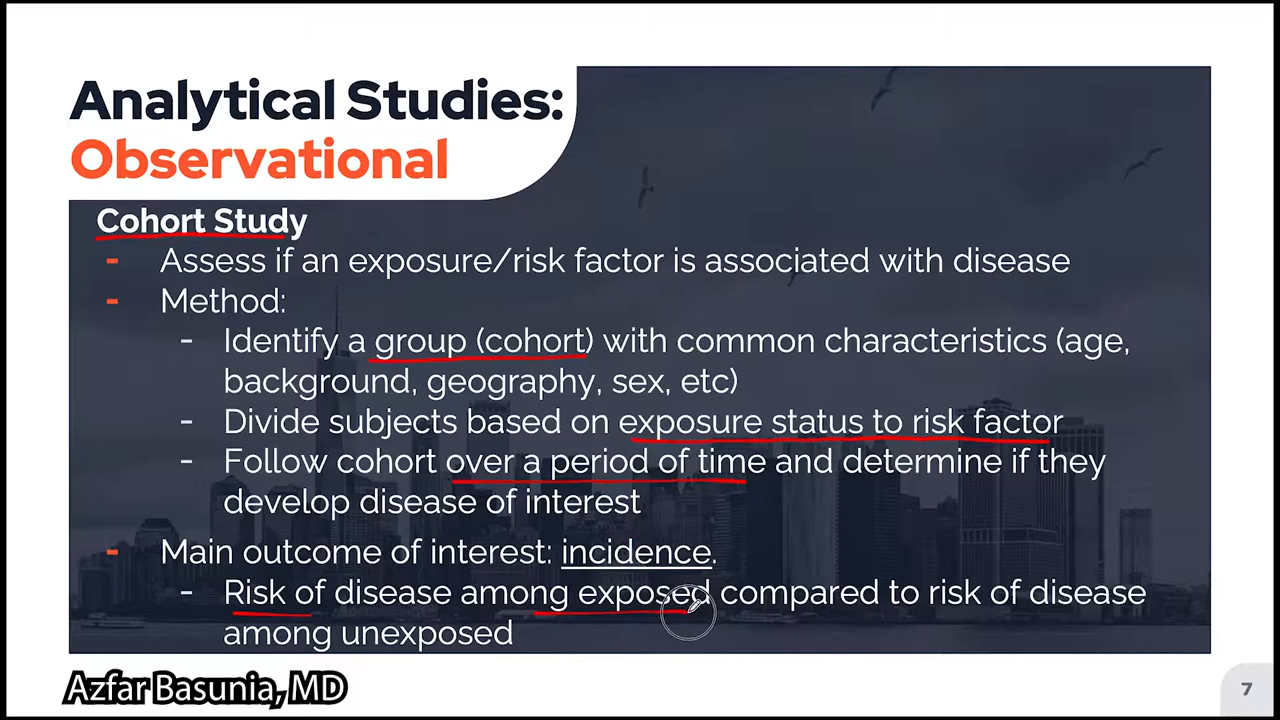 Analytical Studies:
Observational
Cohort Study
- Assess if an exposure/risk factor is associated with disease
- Method:
- Identify a group (cohort) with common characteristics (age,
background, geography, sex, etc)
- Divide subjects based on exposure status to risk factor
- Follow cohort over a period of time and determine if they
develop disease of interest
- Main outcome of interest: incidence.
- Risk of disease among exposed compared to risk of disease
among unexposed
Azfar Basunia, MD
7